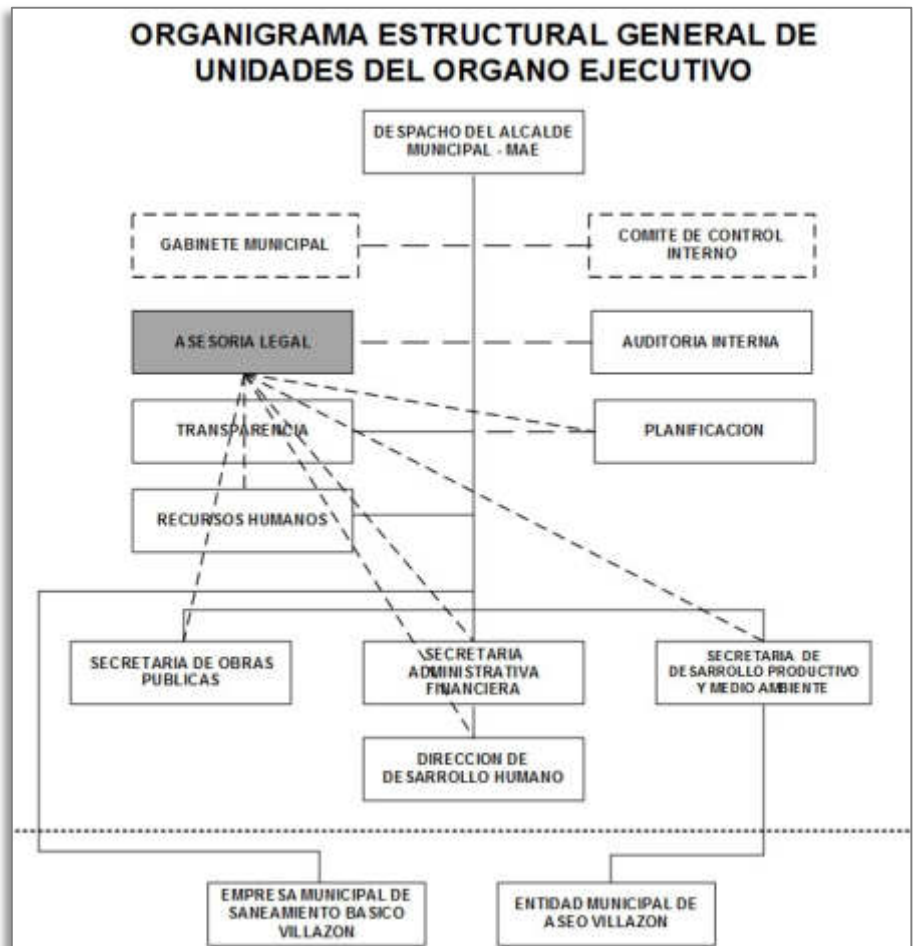 ORGANIGRAMA ESTRUCTURAL GENERAL DE
UNIDADES DEL ORGANO EJECUTIVO
DESPACHO DEL ALCALDE
MUNICIPAL - MAE
GABINETE MUNICIPAL
COMITE DE CONTROL
INTERNO
ASESORIA LEGAL
AUDITORIA INTERNA
TRANSPARENCIA
PLANIFICACION
RECURSOS HUMANOS
SECRETARIA DE OBRAS
PUBLICAS
SECRETARIA
ADMINISTRATIVA
FINANCIERA
SECRETARIA DE
DESARROLLO PRODUCTIVO
Y MEDIO AMBIENTE
DIRECCION DE
DESARROLLO HUMANO
EMPRESA MUNICIPAL DE
SANEAMIENTO BASICO
VILLAZON
ENTIDAD MUNICIPAL DE
ASEO VILLAZON